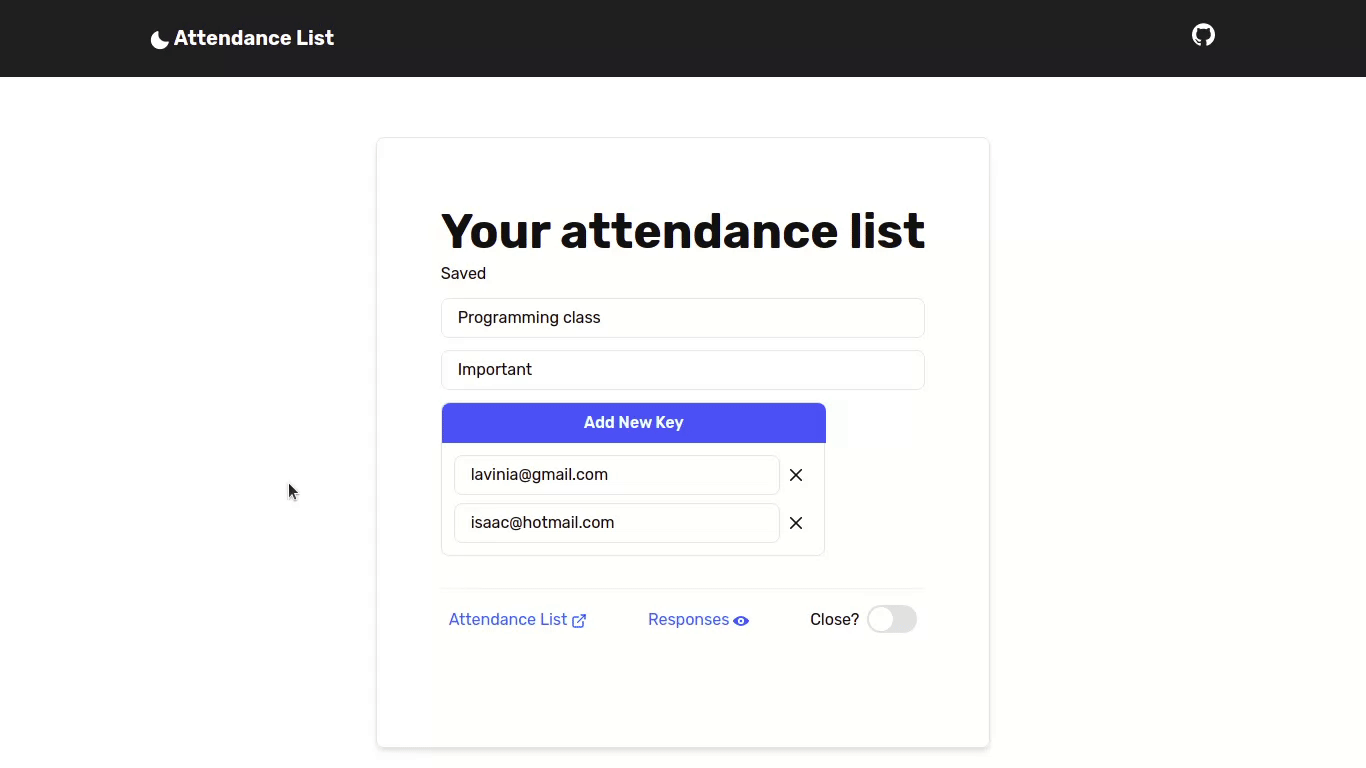 Attendance List
Your attendance list
Saved
Programming class
Important
Add New Key
lavinia@gmail.com
isaac@hotmail.com
Attendance List Responses Close?